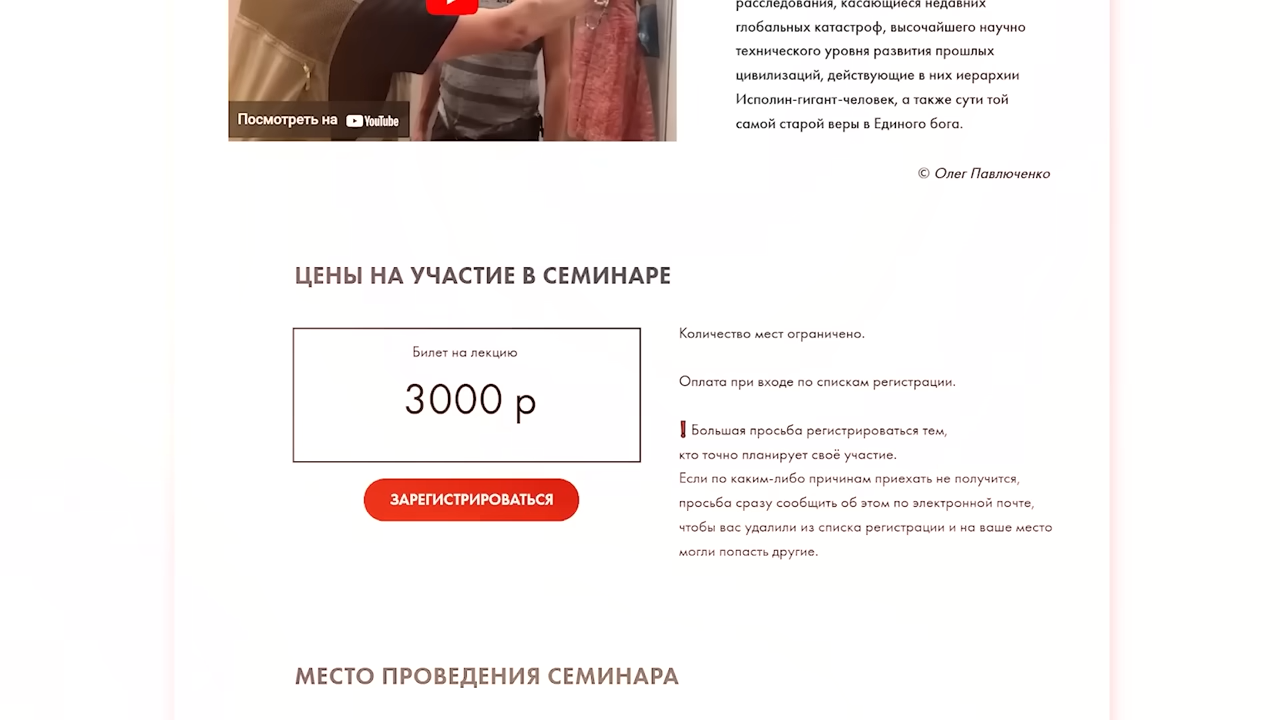 расследования, касающиеся недавних
глобальных катастроф, высочайшего научно
технического уровня развития прошлых
цивилизаций, действующие в них иерархии
Исполин-гигант-человек, а также сути той
самой старой веры в Единого бога.
Посмотреть на YouTube
© Олег Павлюченко
ЦЕНЫ НА УЧАСТИЕ В СЕМИНАРЕ
Билет на лекцию
3000 р
ЗАРЕГИСТРИРОВАТЬСЯ
Количество мест ограничено.
Оплата при входе по спискам регистрации.
❗Большая просьба регистрироваться тем,
кто точно планирует своё участие.
Если по каким-либо причинам приехать не получится,
просьба сразу сообщить об этом по электронной почте,
чтобы вас удалили из списка регистрации и на ваше место
могли попасть другие.
МЕСТО ПРОВЕДЕНИЯ СЕМИНАРА